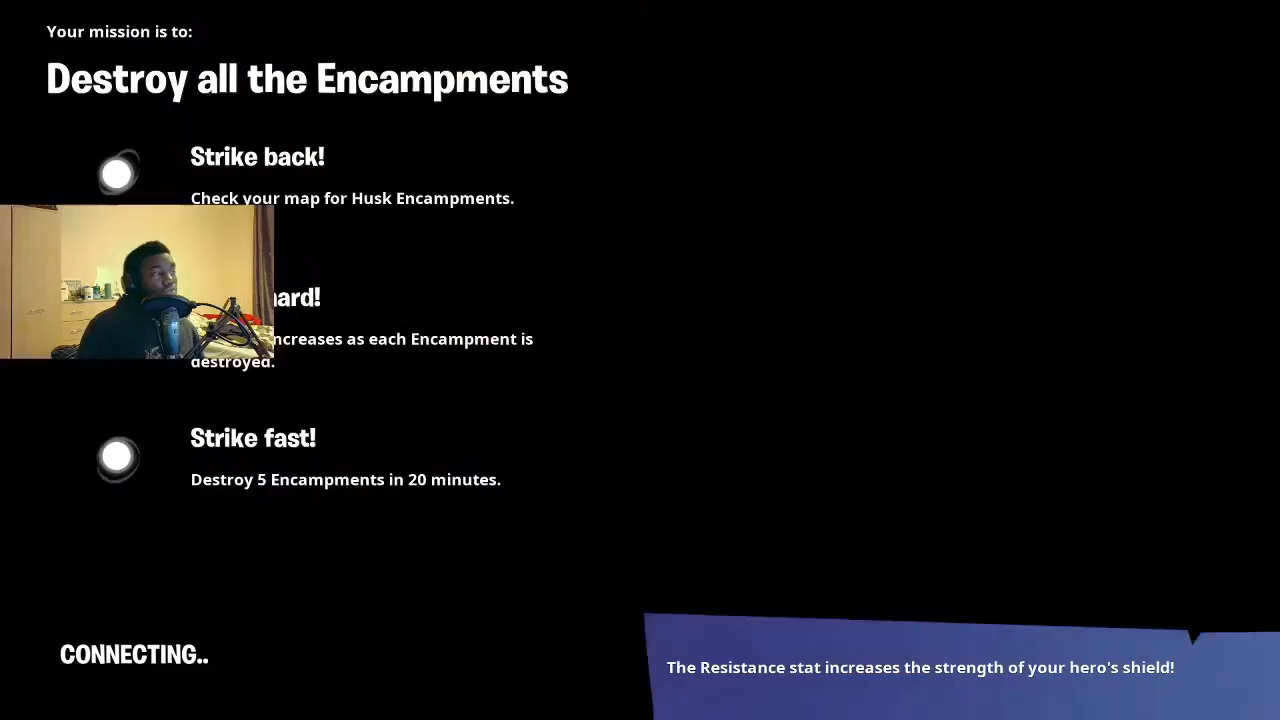 Your mission is to:
Destroy all the Encampments
Strike back!
Check your map for Husk Encampments.
hard!
increases as each Encampment is
destroyed.
Strike fast!
Destroy 5 Encampments in 20 minutes.
CONNECTING..
The Resistance stat increases the strength of your hero's shield!